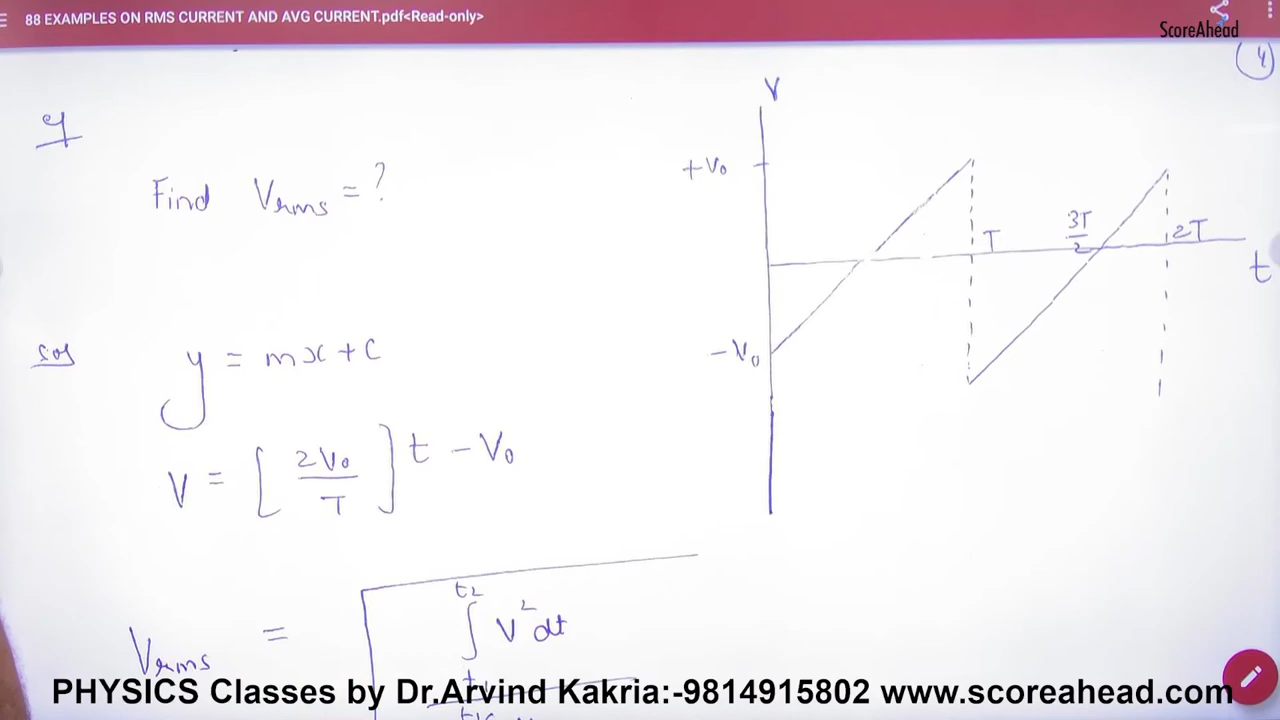 88 EXAMPLES ON RMS CURRENT AND AVG CURRENT.pdf<Read-only>
ScoreAhead
4
eg
Find Vrms = ?
V
+V₀
T
3T/2
2T
t
-V₀
Sol
y = mx + c
V = [2V₀/T] t - V₀
Vrms = √ ∫ t₂ V² dt
PHYSICS Classes by Dr.Arvind Kakria:-9814915802 www.scoreahead.com